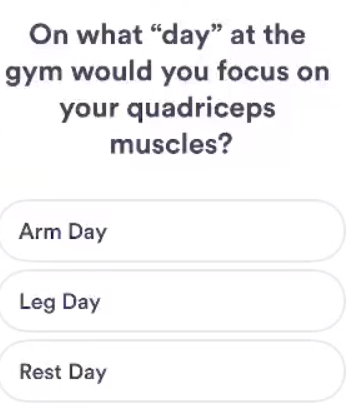 On what “day” at the
gym would you focus on
your quadriceps
muscles?
Arm Day
Leg Day
Rest Day